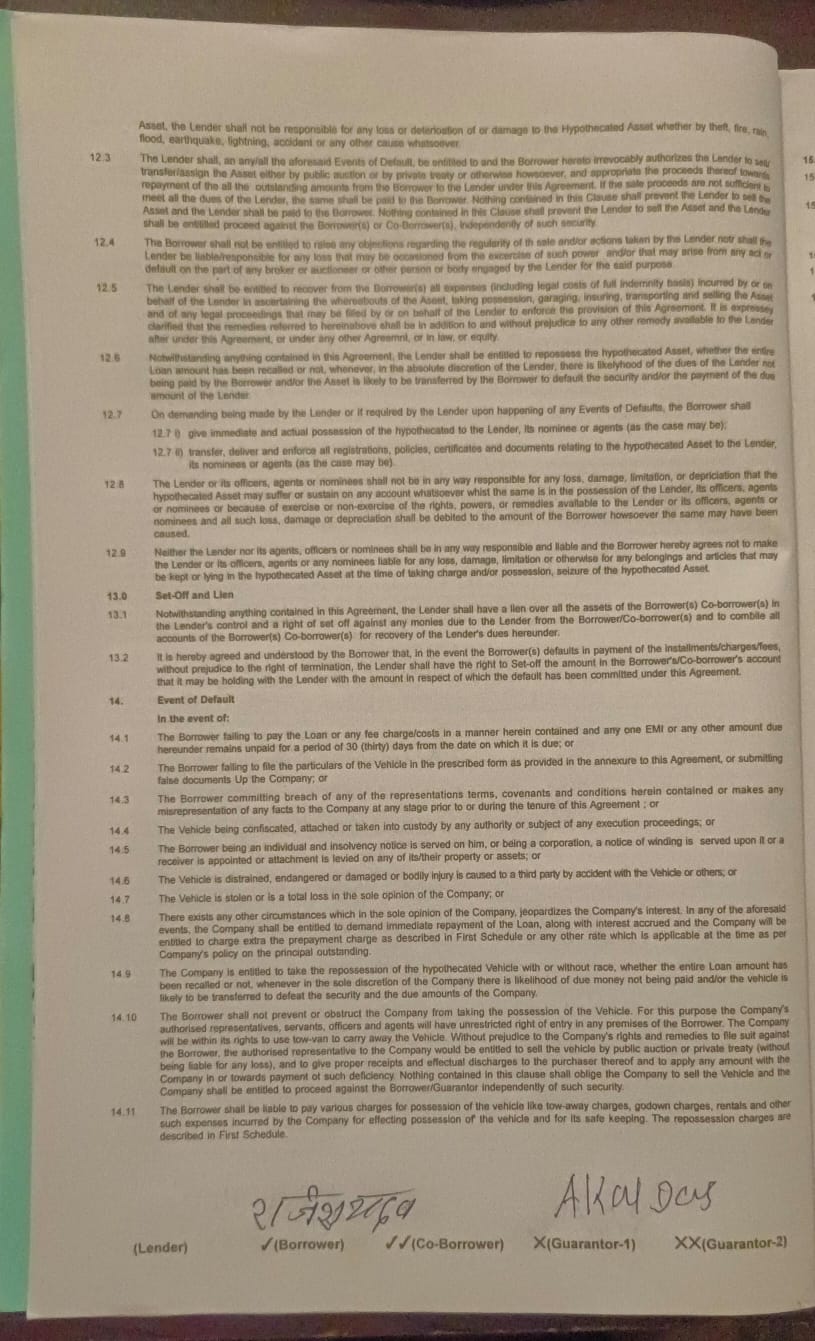 Asset, the Lender shall not be responsible for any loss or deterioation of or damage to the Hypothecated Asset whether by theft, fire, rain,
flood, earthquake, lightning, accident or any other cause whatsoever.
12.3 The Lender shall, an any/all the aforesaid Events of Default, be entitled to and the Borrower hereto irrevocably authorizes the Lender to sell/
transfer/assign the Asset either by public auction or by private treaty or otherwise howsoever, and appropriate the proceeds thereof towards
repayment of the all the outstanding amounts from the Borrower to the Lender under this Agreement. If the sale proceeds are not sufficient to
meet all the dues of the Lender, the same shall be paid to the Borrower. Nothing contained in this Clause shall prevent the Lender to sell the
Asset and the Lender shall be paid to the Borrower. Nothing contained in this Clause shall prevent the Lender to sell the Asset and the Lender
shall be entitled proceed against the Borrower(s) or Co-Borrower(s), independently of such security.
12.4 The Borrower shall not be entitled to raise any objections regarding the regularity of th sale and/or actions taken by the Lender notr shall the
Lender be liable/responsible for any loss that may be occasioned from the excercise of such power and/or that may arise from any act or
default on the part of any broker or auctioneer or other person or body engaged by the Lender for the said purpose.
12.5 The Lender shall be entitled to recover from the Borrower(s) all expenses (including legal costs of full indemnity basis) incurred by or on
behalf of the Lender in ascertaining the whereabouts of the Asset, taking possession, garaging, insuring, transporting and selling the Asset
and of any legal proceedings that may be filled by or on behalf of the Lender to enforce the provision of this Agreement. It is expressey
clarified that the remedies referred to hereinabove shall be in addition to and without prejudice to any other remedy available to the Lender
after under this Agreement, or under any other Agreemnt, or in law, or equity.
12.6 Notwithstanding anything contained in this Agreement, the Lender shall be entitled to repossess the hypothecated Asset, whether the entire
Loan amount has been recalled or not, whenever, in the absolute discretion of the Lender, there is likelyhood of the dues of the Lender not
being paid by the Borrower and/or the Asset is likely to be transferred by the Borrower to default the security and/or the payment of the due
amount of the Lender.
12.7 On demanding being made by the Lender or it required by the Lender upon happening of any Events of Defaults, the Borrower shall
12.7 i) give immediate and actual possession of the hypothecated to the Lender, its nominee or agents (as the case may be);
12.7 ii) transfer, deliver and enforce all registrations, policies, certificates and documents relating to the hypothecated Asset to the Lender,
its nominees or agents (as the case may be).
12.8 The Lender or its officers, agents or nominees shall not be in any way responsible for any loss, damage, limitation, or depriciation that the
hypothecated Asset may suffer or sustain on any account whatsoever whist the same is in the possession of the Lender, its officers, agents
or nominees or because of exercise or non-exercise of the rights, powers, or remedies available to the Lender or its officers, agents or
nominees and all such loss, damage or depreciation shall be debited to the amount of the Borrower howsoever the same may have been
caused.
12.9 Neither the Lender nor its agents, officers or nominees shall be in any way responsible and liable and the Borrower hereby agrees not to make
the Lender or its officers, agents or any nominees liable for any loss, damage, limitation or otherwise for any belongings and articles that may
be kept or lying in the hypothecated Asset at the time of taking charge and/or possession, seizure of the hypothecated Asset.
13.0 Set-Off and Lien
13.1 Notwithstanding anything contained in this Agreement, the Lender shall have a lien over all the assets of the Borrower(s) Co-borrower(s) in
the Lender's control and a right of set off against any monies due to the Lender from the Borrower/Co-borrower(s) and to combile all
accounts of the Borrower(s) Co-borrower(s) for recovery of the Lender's dues hereunder.
13.2 It is hereby agreed and understood by the Borrower that, in the event the Borrower(s) defaults in payment of the installments/charges/fees,
without prejudice to the right of termination, the Lender shall have the right to Set-off the amount in the Borrower's/Co-borrower's account
that it may be holding with the Lender with the amount in respect of which the default has been committed under this Agreement.
14. Event of Default
In the event of:
14.1 The Borrower failing to pay the Loan or any fee charge/costs in a manner herein contained and any one EMI or any other amount due
hereunder remains unpaid for a period of 30 (thirty) days from the date on which it is due; or
14.2 The Borrower failing to file the particulars of the Vehicle in the prescribed form as provided in the annexure to this Agreement, or submitting
false documents Up the Company; or
14.3 The Borrower committing breach of any of the representations terms, covenants and conditions herein contained or makes any
misrepresentation of any facts to the Company at any stage prior to or during the tenure of this Agreement ; or
14.4 The Vehicle being confiscated, attached or taken into custody by any authority or subject of any execution proceedings; or
14.5 The Borrower being an individual and insolvency notice is served on him, or being a corporation, a notice of winding is served upon it or a
receiver is appointed or attachment is levied on any of its/their property or assets; or
14.6 The Vehicle is distrained, endangered or damaged or bodily injury is caused to a third party by accident with the Vehicle or others; or
14.7 The Vehicle is stolen or is a total loss in the sole opinion of the Company; or
14.8 There exists any other circumstances which in the sole opinion of the Company, jeopardizes the Company's interest. In any of the aforesaid
events, the Company shall be entitled to demand immediate repayment of the Loan, along with interest accrued and the Company will be
entitled to charge extra the prepayment charge as described in First Schedule or any other rate which is applicable at the time as per
Company's policy on the principal outstanding.
14.9 The Company is entitled to take the repossession of the hypothecated Vehicle with or without race, whether the entire Loan amount has
been recalled or not, whenever in the sole discretion of the Company there is likelihood of due money not being paid and/or the vehicle is
likely to be transferred to defeat the security and the due amounts of the Company.
14.10 The Borrower shall not prevent or obstruct the Company from taking the possession of the Vehicle. For this purpose the Company's
authorised representatives, servants, officers and agents will have unrestricted right of entry in any premises of the Borrower. The Company
will be within its rights to use tow-van to carry away the Vehicle. Without prejudice to the Company's rights and remedies to file suit against
the Borrower, the authorised representative to the Company would be entitled to sell the vehicle by public auction or private treaty (without
being liable for any loss), and to give proper receipts and effectual discharges to the purchaser thereof and to apply any amount with the
Company in or towards payment ot such deficiency. Nothing contained in this clause shall oblige the Company to sell the Vehicle and the
Company shall be entitled to proceed against the Borrower/Guarantor independently of such security.
14.11 The Borrower shall be liable to pay various charges for possession of the vehicle like tow-away charges, godown charges, rentals and other
such expenses incurred by the Company for effecting possession of the vehicle and for its safe keeping. The repossession charges are
described in First Schedule.
AKal Das
(Lender) ✓(Borrower) ✓✓(Co-Borrower) X(Guarantor-1) XX(Guarantor-2)